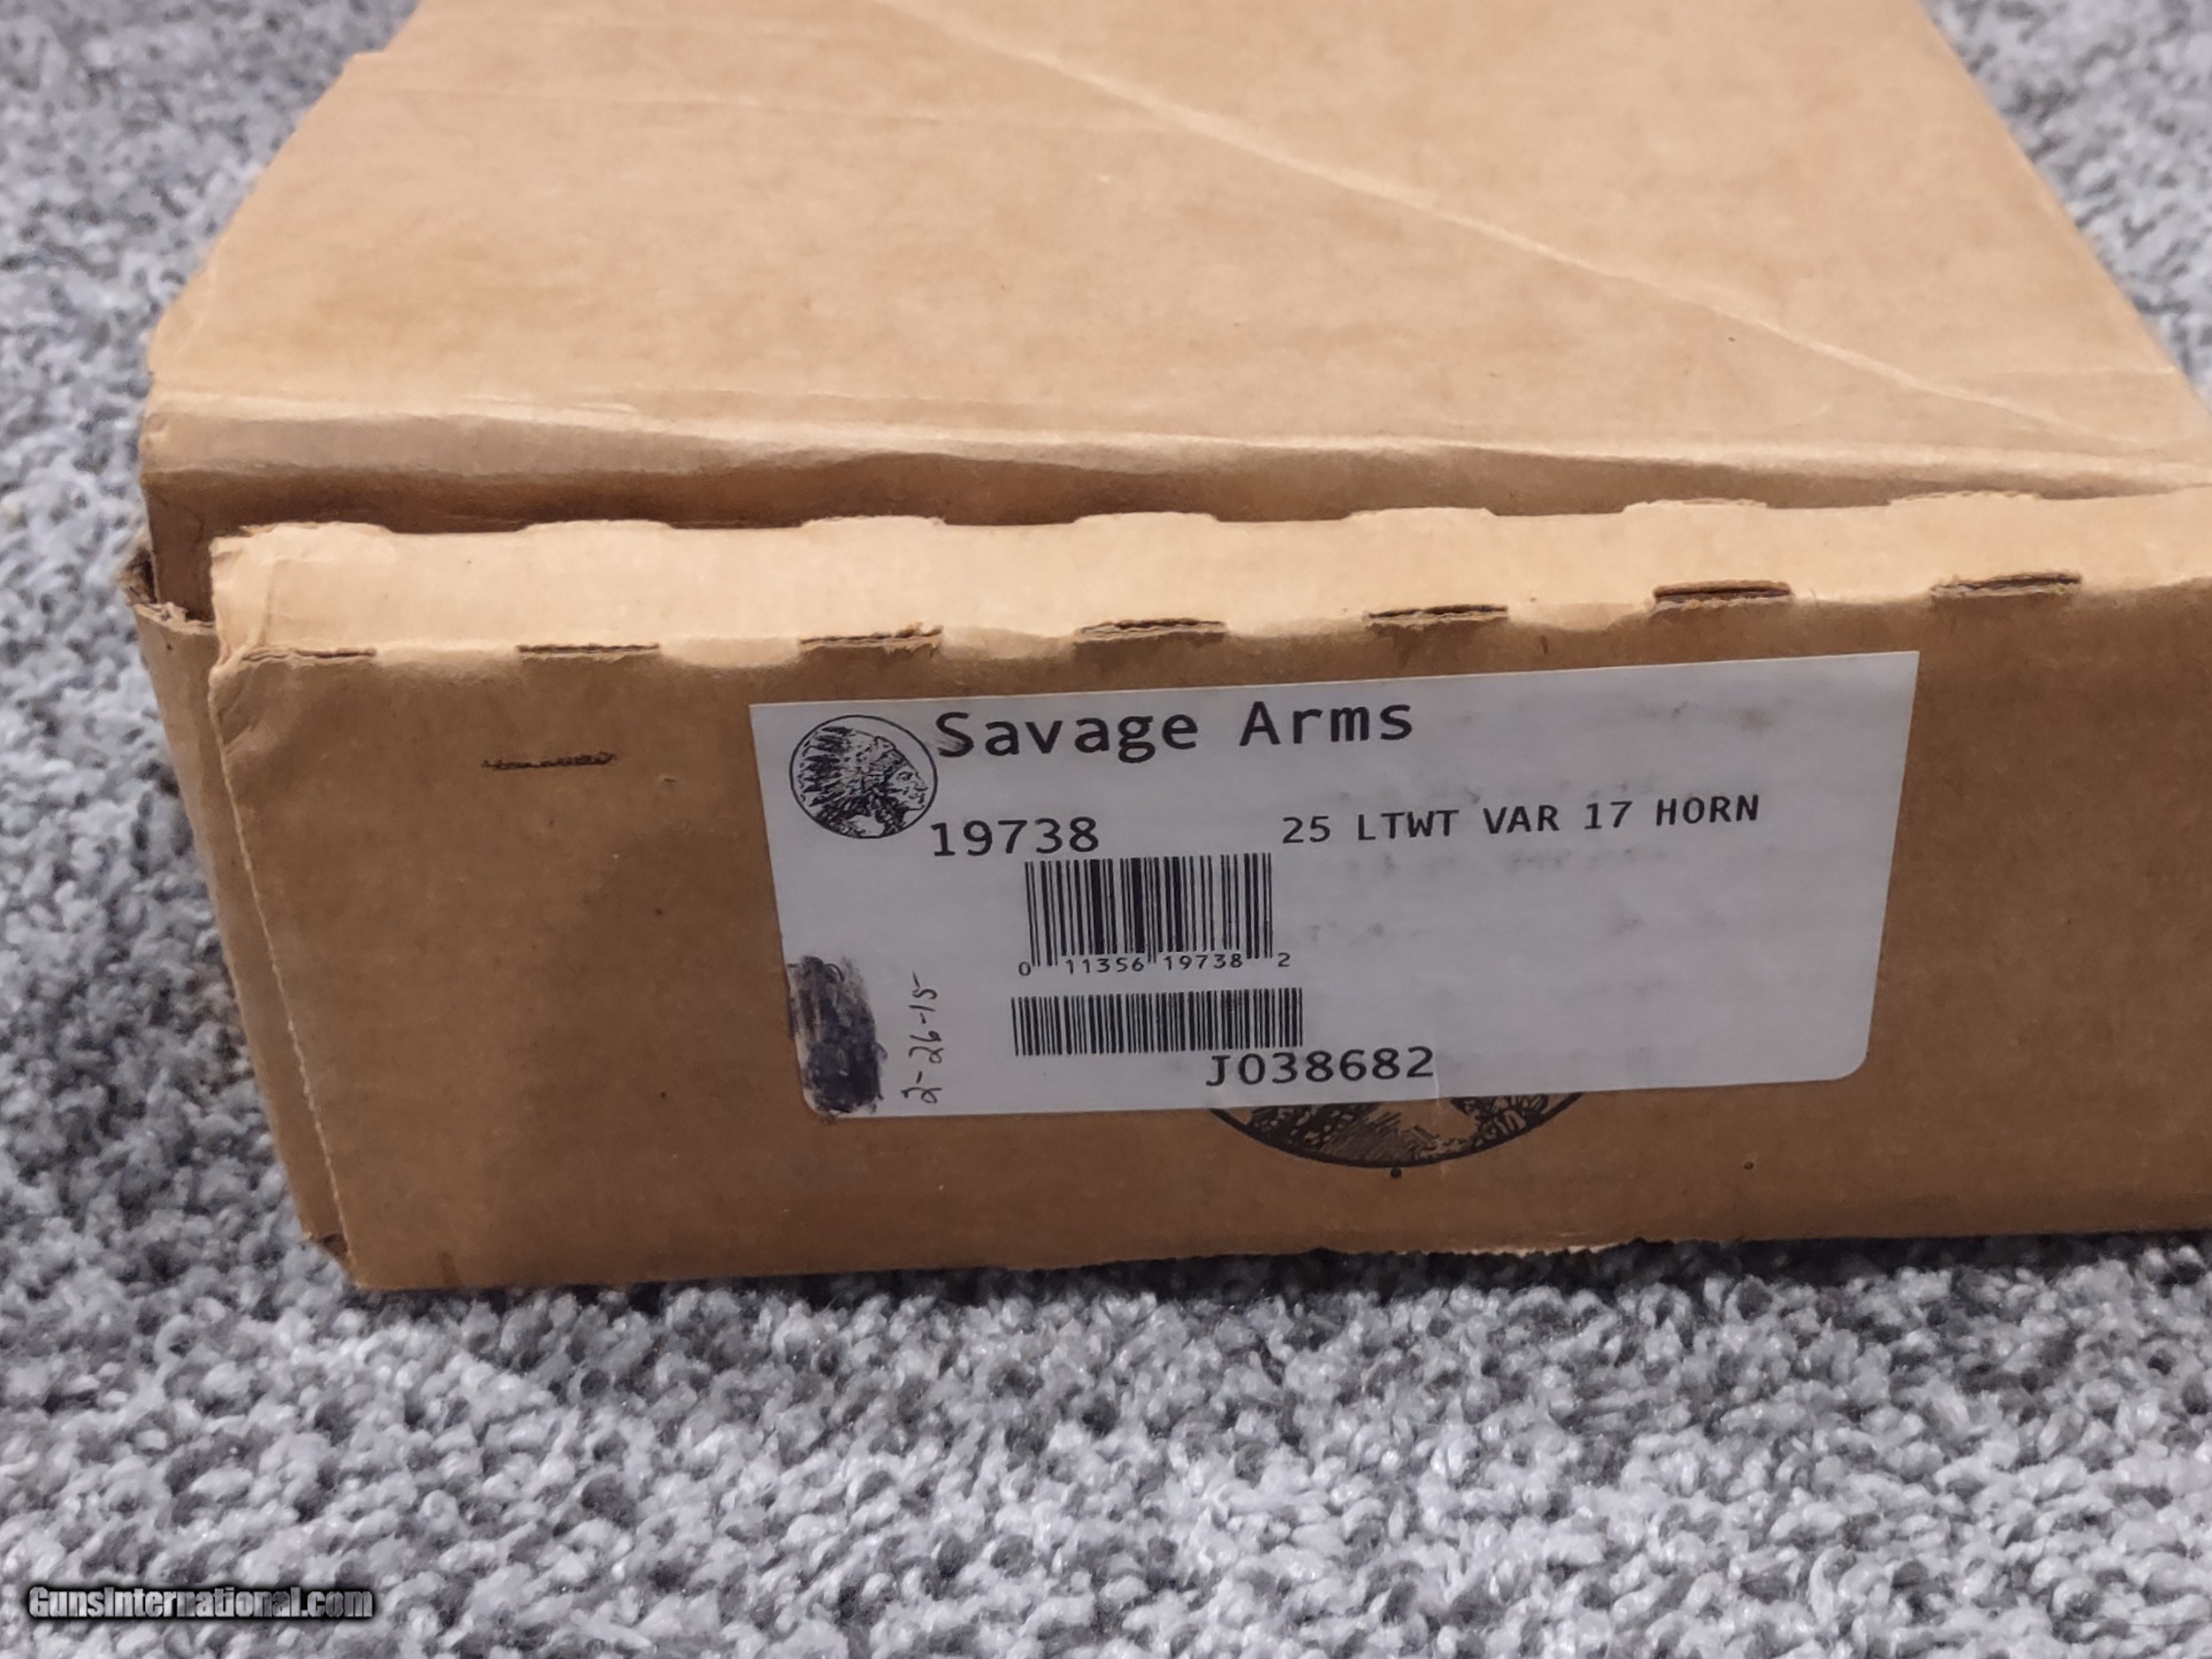 Savage Arms
19738 25 LTWT VAR 17 HORN
0 11356 19738 2
2-26-15
J038682
GunsInternational.com